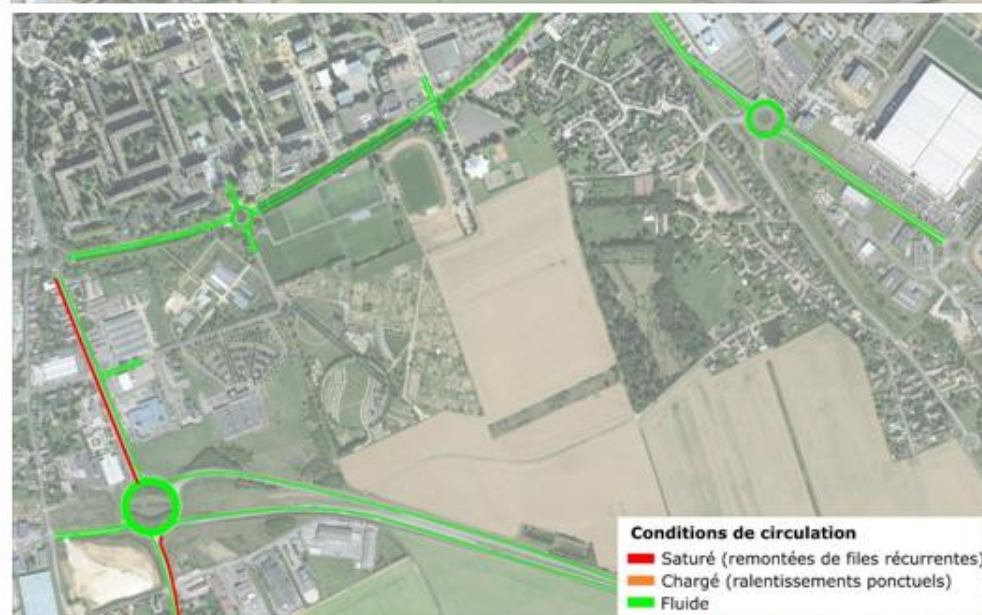 Conditions de circulation
Saturé (remontées de files récurrentes)
Chargé (ralentissements ponctuels)
Fluide